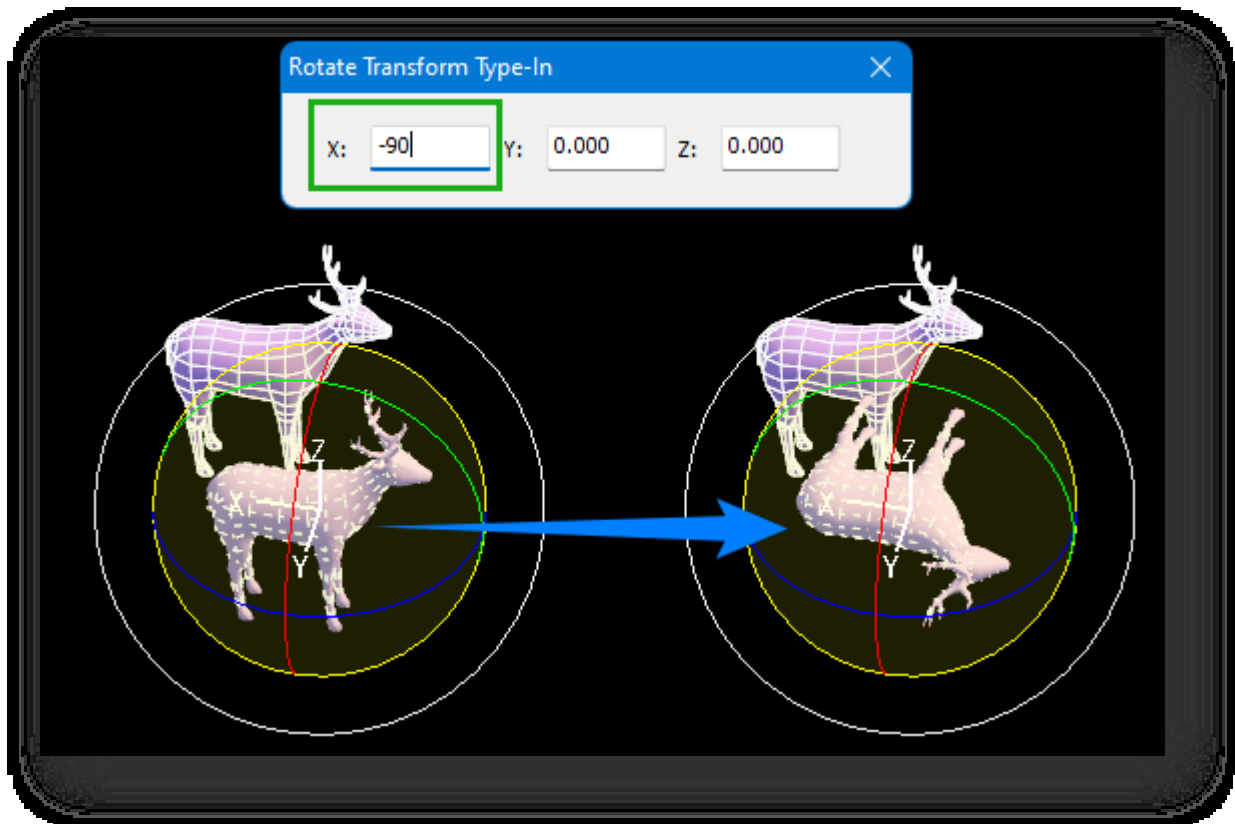 Rotate Transform Type-In
X: -90 Y: 0.000 Z: 0.000
Z Z
X X
Y Y